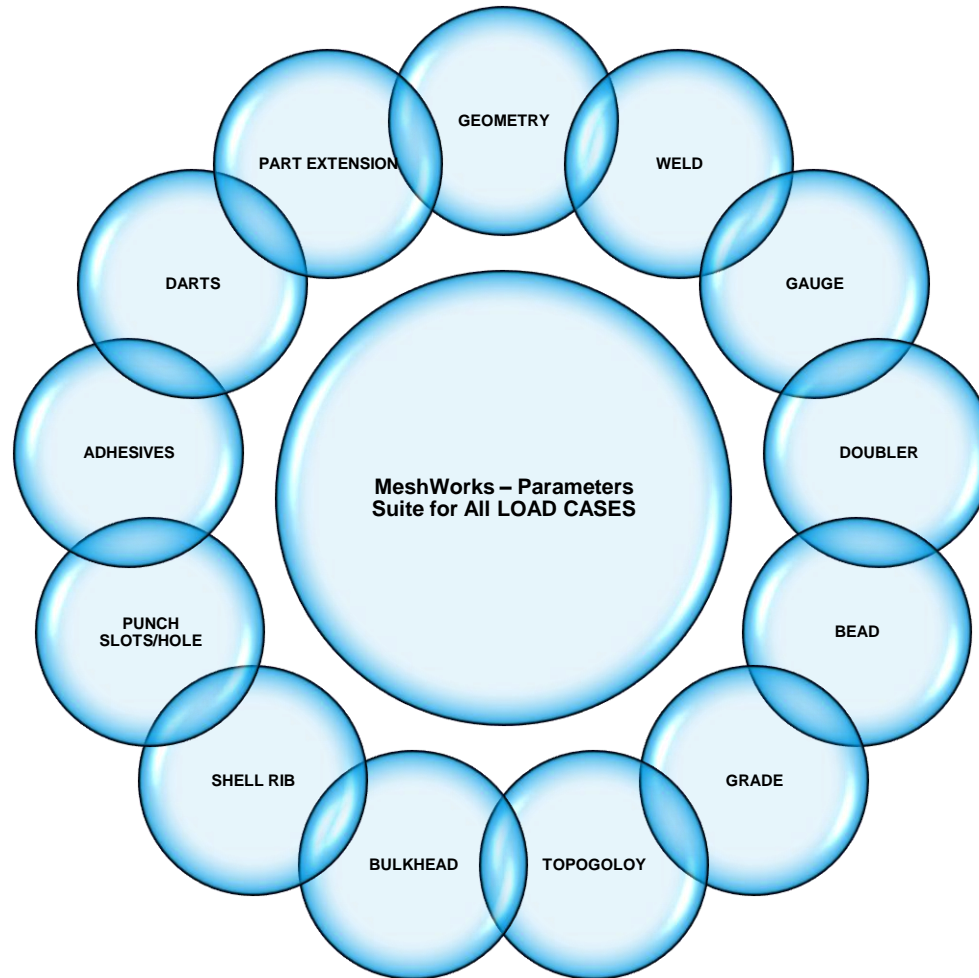 GEOMETRY
WELD
GAUGE
DOUBLER
BEAD
GRADE
TOPOGOLOY
BULKHEAD
SHELL RIB
PUNCH
SLOTS/HOLE
ADHESIVES
DARTS
PART EXTENSION
MeshWorks – Parameters
Suite for All LOAD CASES